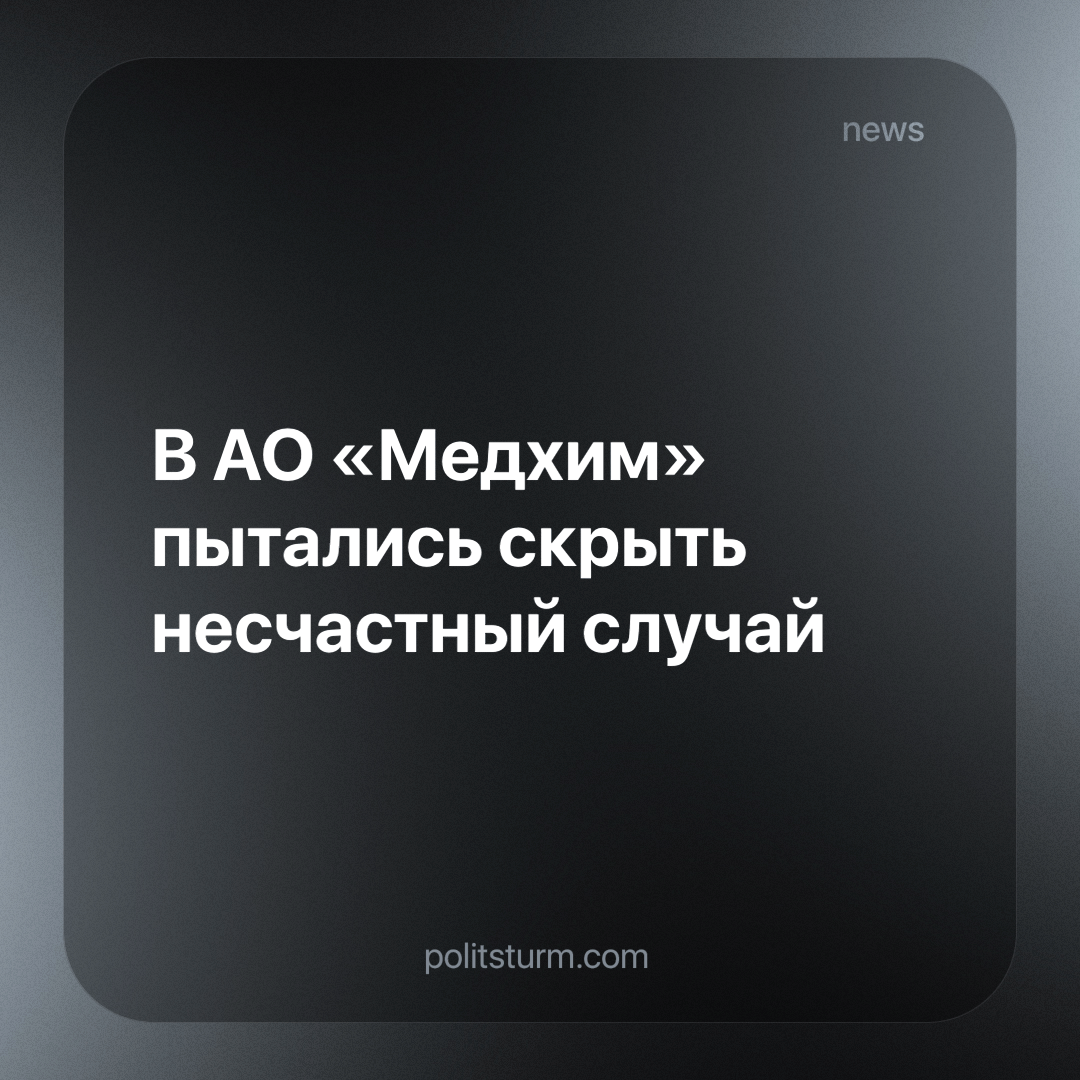 news
В АО «Медхим»
пытались скрыть
несчастный случай
politsturm.com